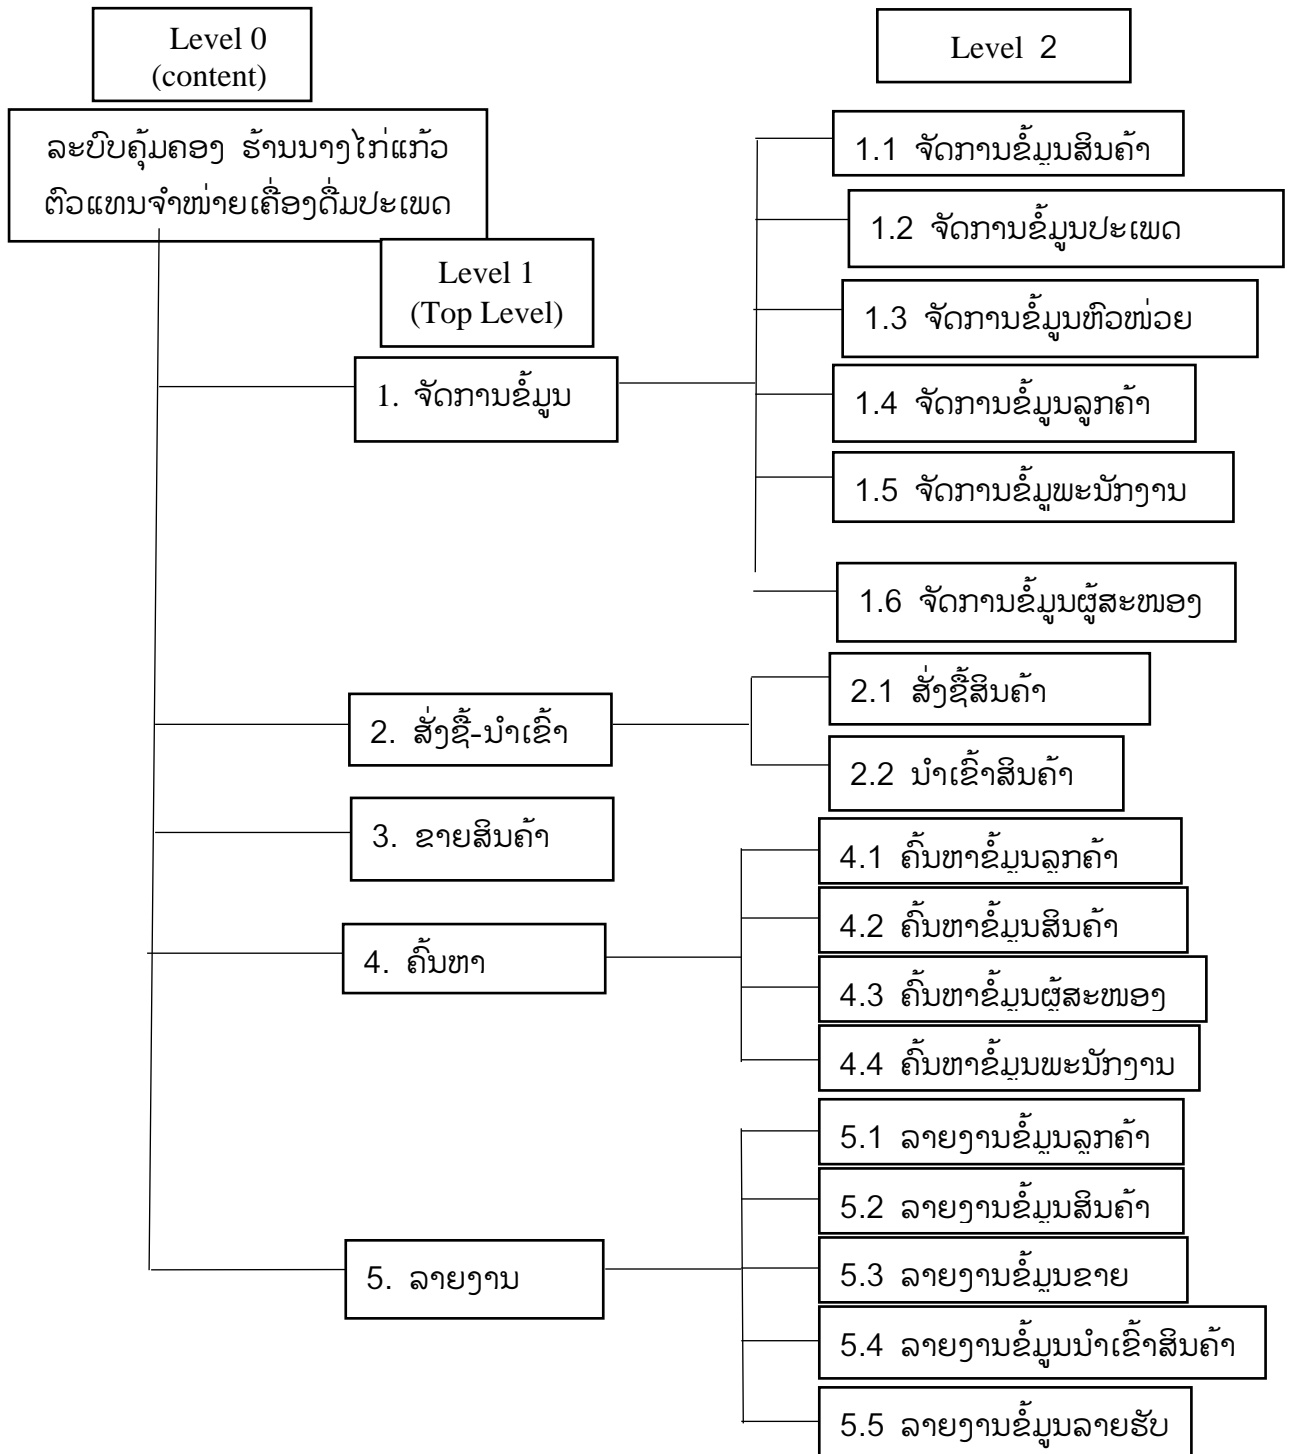 Level 0
(content)
Level 2
ລະບົບຄຸ້ມຄອງ ຮ້ານນາງໄກ່ແກ້ວ
ຕົວແທນຈຳໜ່າຍເຄື່ອງດື່ມປະເພດ
Level 1
(Top Level)
1. ຈັດການຂໍ້ມູນ
1.1 ຈັດການຂໍ້ມູນສິນຄ້າ
1.2 ຈັດການຂໍ້ມູນປະເພດ
1.3 ຈັດການຂໍ້ມູນຫົວໜ່ວຍ
1.4 ຈັດການຂໍ້ມູນລູກຄ້າ
1.5 ຈັດການຂໍ້ມູພະນັກງານ
1.6 ຈັດການຂໍ້ມູນຜູ້ສະໜອງ
2. ສັ່ງຊື້-ນຳເຂົ້າ
2.1 ສັ່ງຊື້ສິນຄ້າ
2.2 ນຳເຂົ້າສິນຄ້າ
3. ຂາຍສິນຄ້າ
4. ຄົ້ນຫາ
4.1 ຄົ້ນຫາຂໍ້ມູນລູກຄ້າ
4.2 ຄົ້ນຫາຂໍ້ມູນສິນຄ້າ
4.3 ຄົ້ນຫາຂໍ້ມູນຜູ້ສະໜອງ
4.4 ຄົ້ນຫາຂໍ້ມູນພະນັກງານ
5. ລາຍງານ
5.1 ລາຍງານຂໍ້ມູນລູກຄ້າ
5.2 ລາຍງານຂໍ້ມູນສິນຄ້າ
5.3 ລາຍງານຂໍ້ມູນຂາຍ
5.4 ລາຍງານຂໍ້ມູນນຳເຂົ້າສິນຄ້າ
5.5 ລາຍງານຂໍ້ມູນລາຍຮັບ